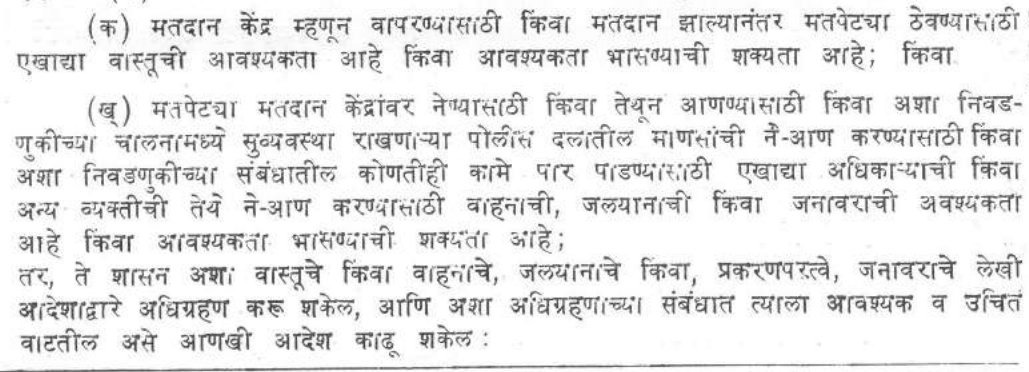 (क) मतदान केंद्र म्हणून वापरण्यासाठी किंवा मतदान झाल्यानंतर मतपेट्या ठेवण्यासाठी
एखाद्या वास्तूची आवश्यकता आहे किंवा आवश्यकता भासण्याची शक्यता आहे; किंवा
(ख) मतपेट्या मतदान केंद्रांवर नेण्यासाठी किंवा तेथून आणण्यासाठी किंवा अशा निवड-
णुकीच्या चालनामध्ये सुव्यवस्था राखणाऱ्या पोलीस दलातील माणसांची ने-आण करण्यासाठी किंवा
अशा निवडणुकीच्या संबंधातील कोणतीही कामे पार पाडण्यासाठी एखाद्या अधिकाऱ्याची किंवा
अन्य व्यक्तीची तेथे ने-आण करण्यासाठी वाहनाची, जलयानाची किंवा जनावराची अवश्यकता
आहे किंवा आवश्यकता भासण्याची शक्यता आहे;
तर, ते शासन अशा वास्तूचे किंवा वाहनाचे, जलयानाचे किंवा, प्रकरणपरत्वे, जनावराचे लेखी
आदेशाद्वारे अधिग्रहण करू शकेल, आणि अशा अधिग्रहणाच्या संबंधात त्याला आवश्यक व उचित
वाटतील असे आणखी आदेश काढू शकेल :